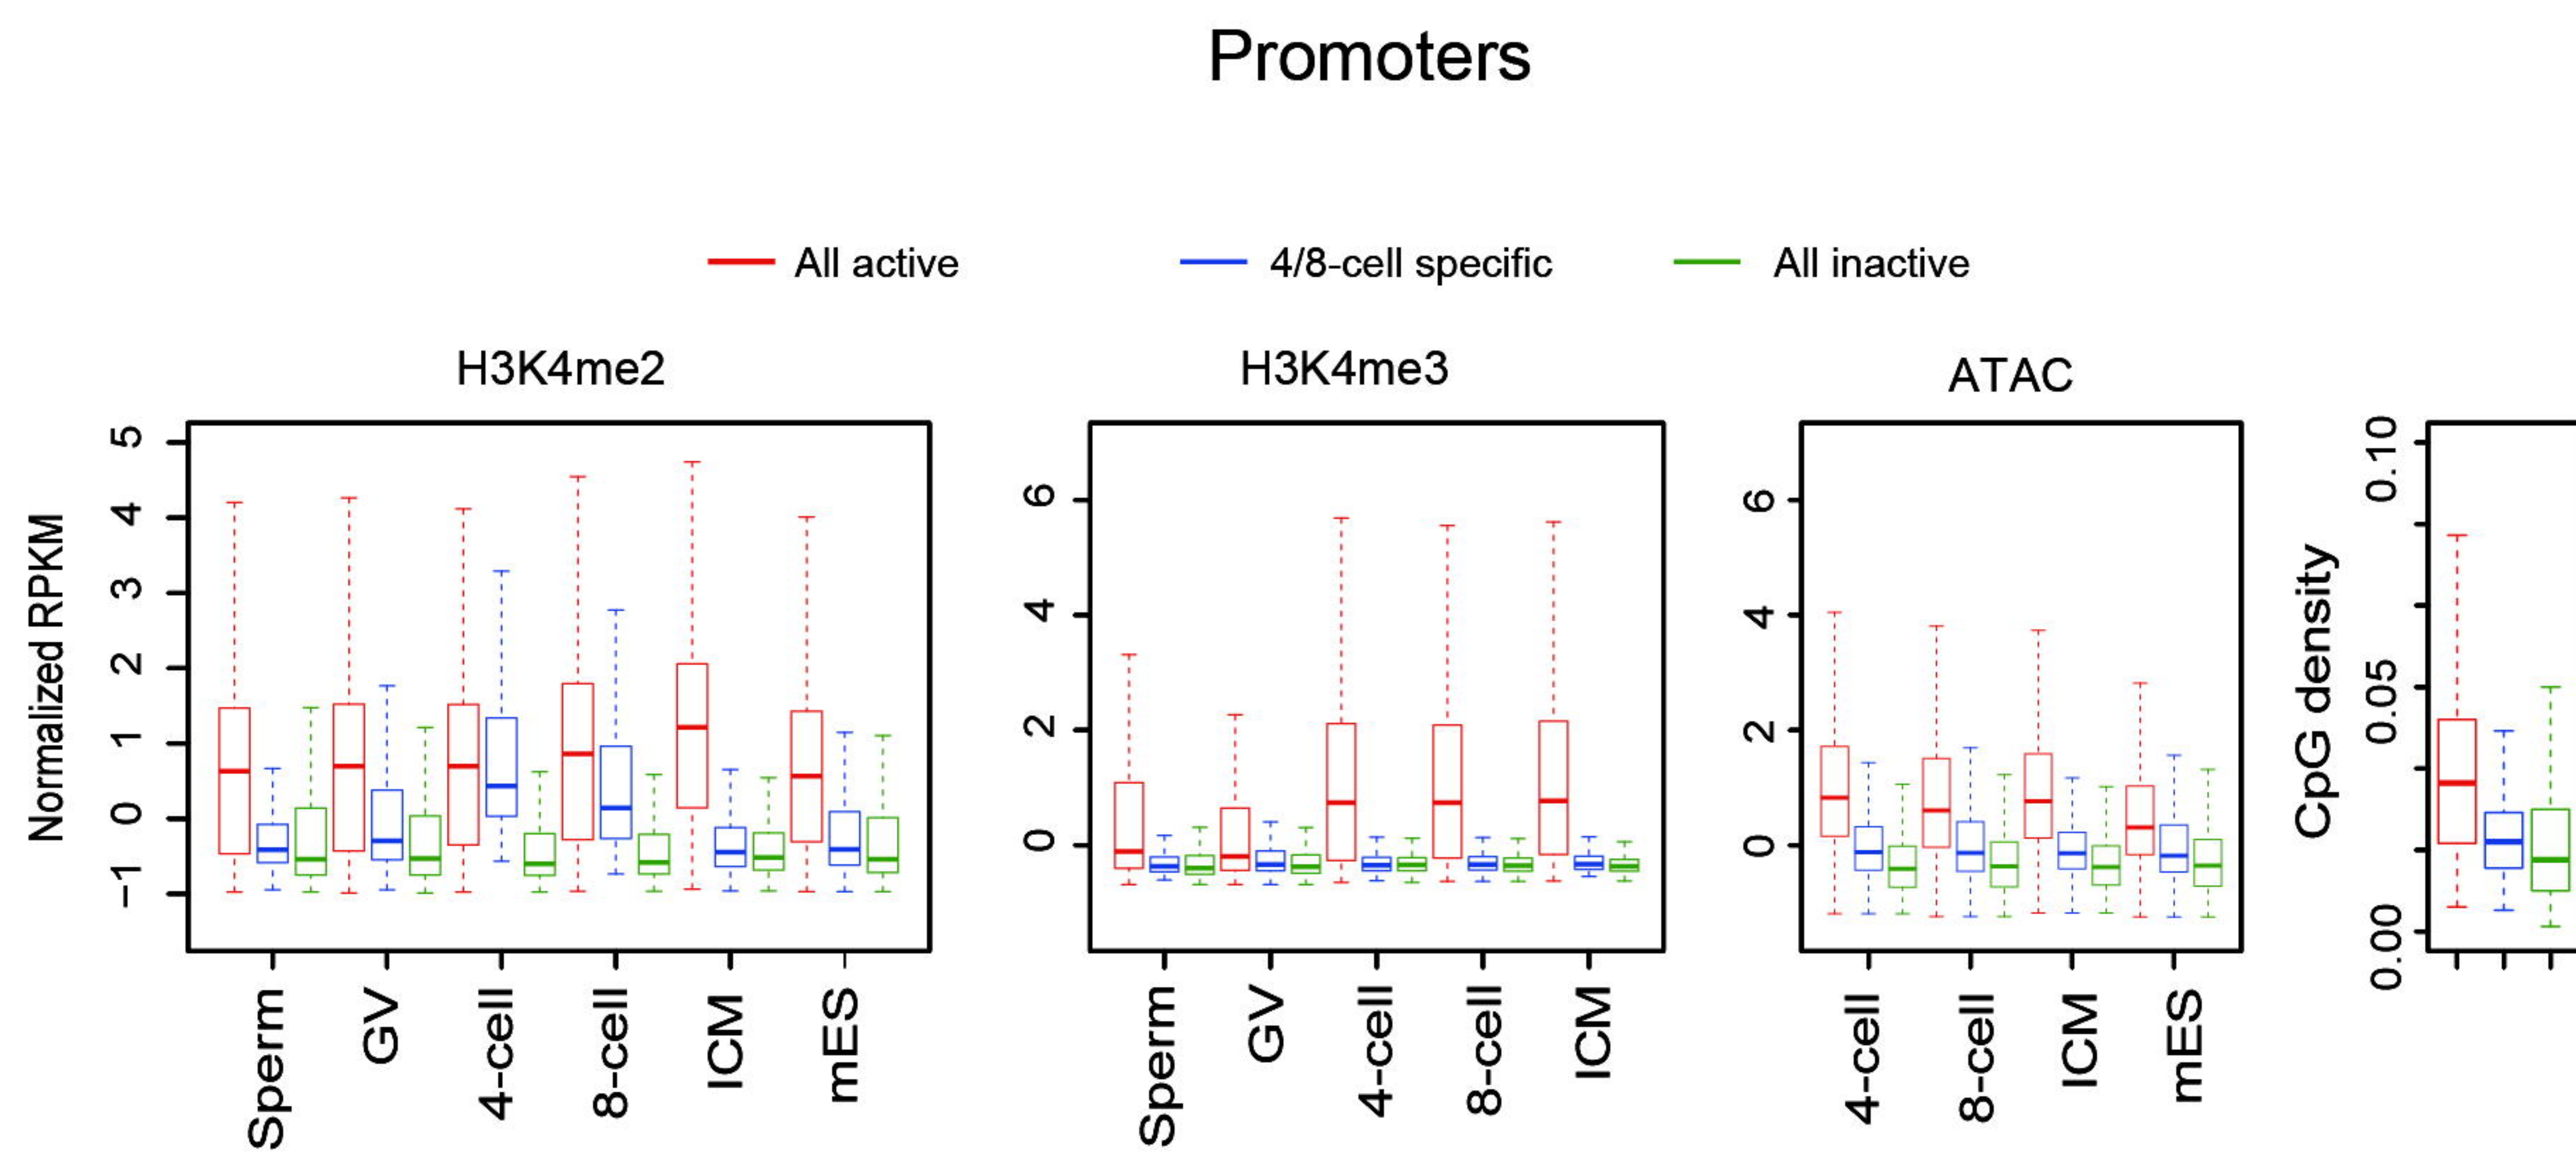 Promoters
All active
4/8-cell specific
All inactive
H3K4me2
Normalized RPKM
5
4
3
2
1
0
−1
Sperm
GV
4-cell
8-cell
ICM
mES
H3K4me3
6
4
2
0
Sperm
GV
4-cell
8-cell
ICM
ATAC
6
4
2
0
4-cell
8-cell
ICM
mES
CpG density
0.10
0.05
0.00